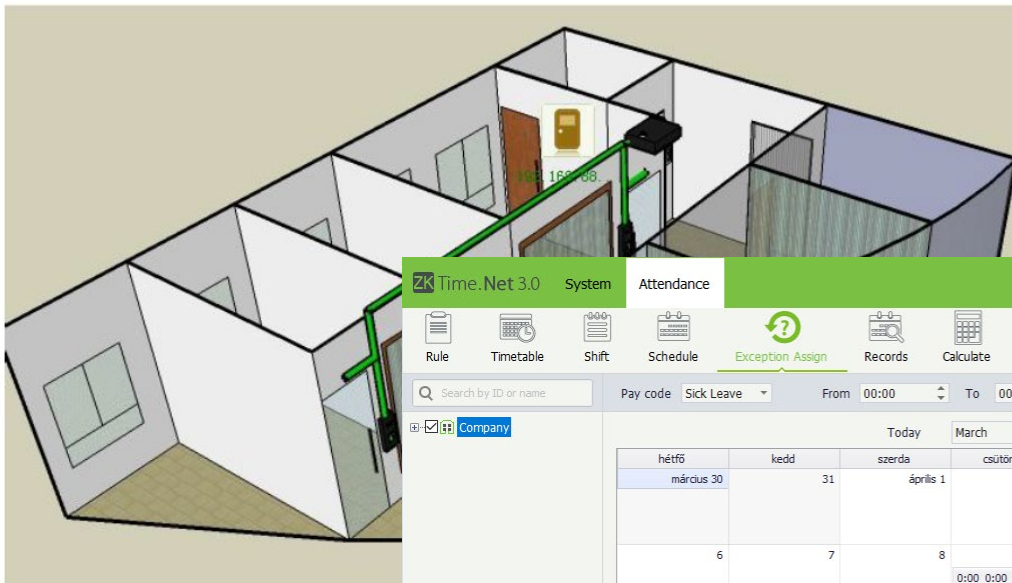 ZK Time.Net 3.0 System Attendance
Rule Timetable Shift Schedule Exception Assign Records Calculate
Search by ID or name
Pay code Sick Leave From 00:00 To 00
Company
Today March
hétfő kedd szerda csütör
március 30 31 április 1
6 7 8
0:00 0:00